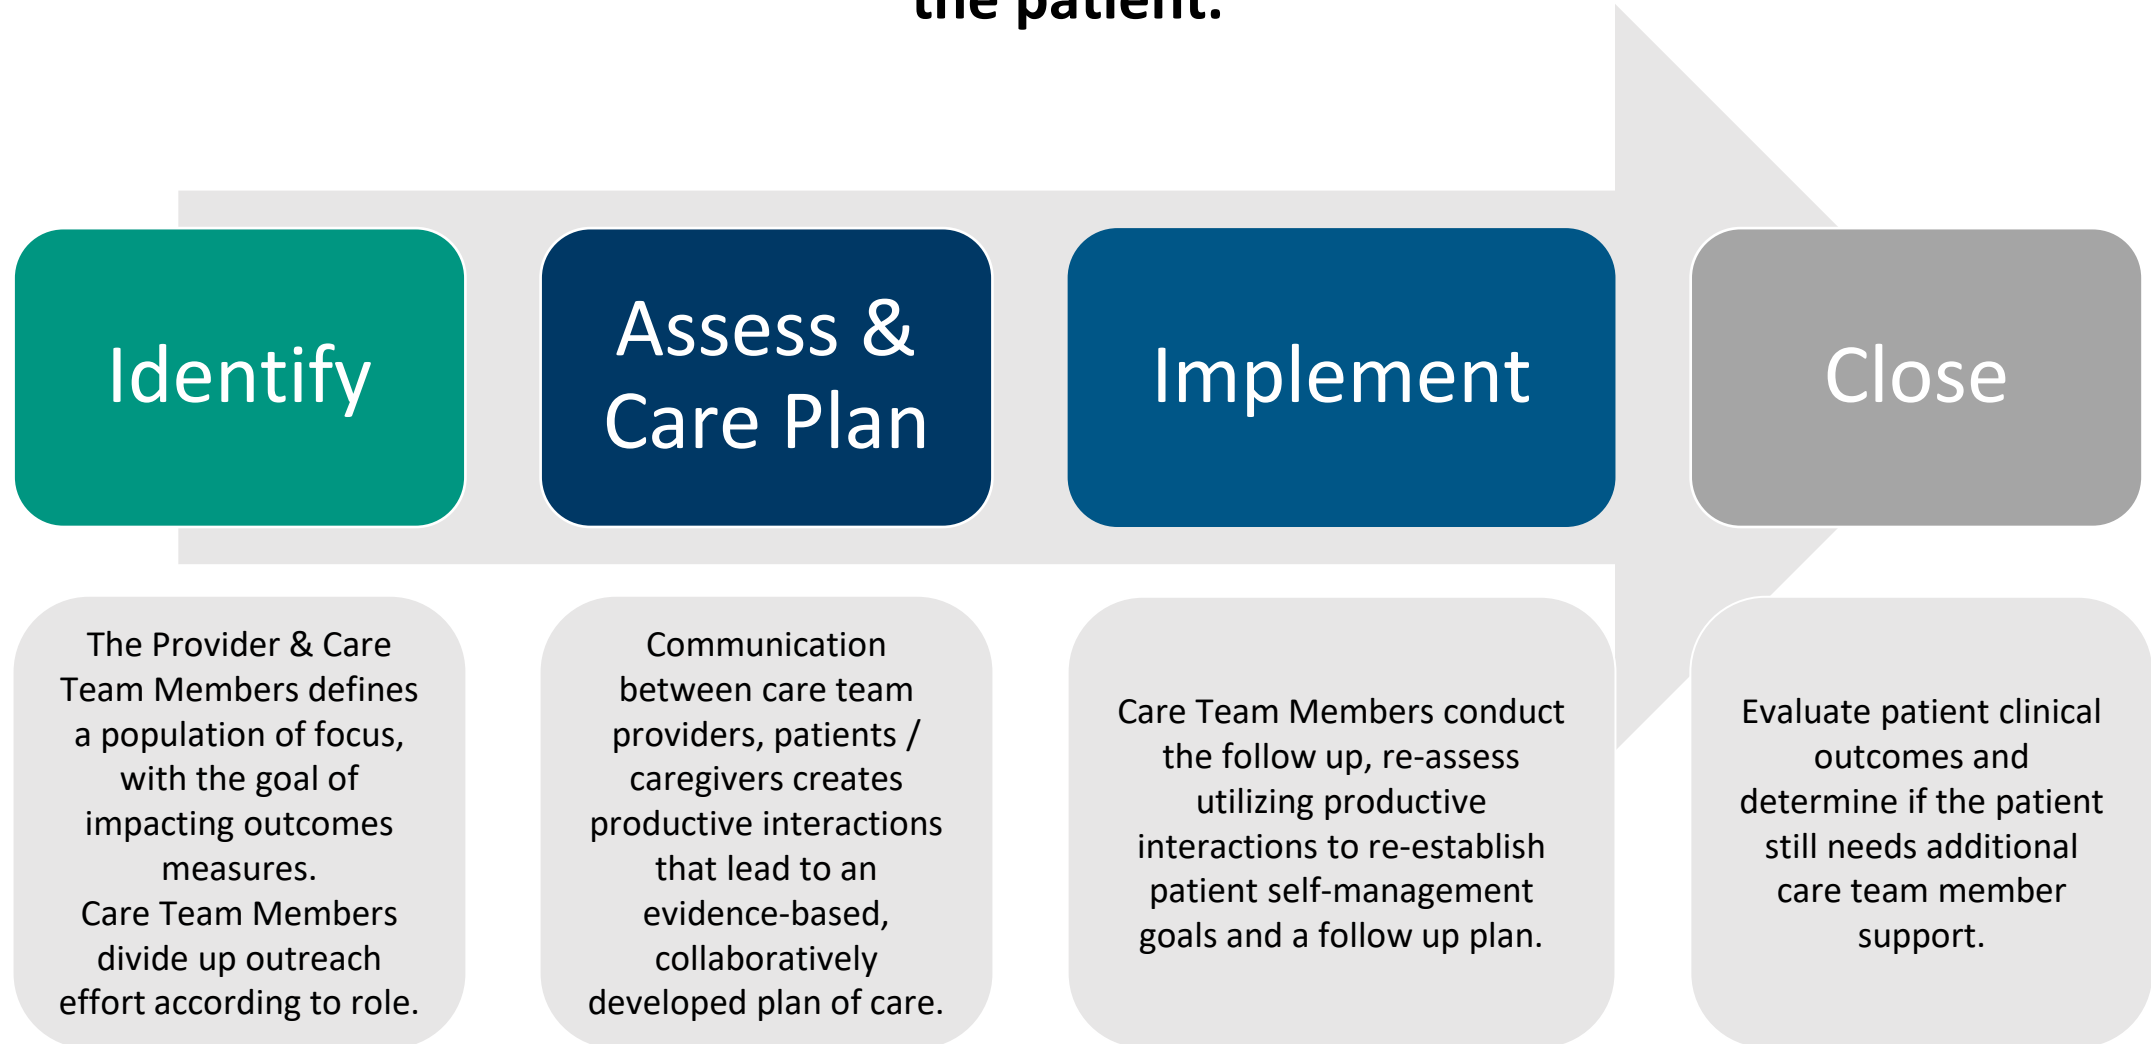 the patient.
Identify
Assess &
Care Plan
Implement
Close
The Provider & Care
Team Members defines
a population of focus,
with the goal of
impacting outcomes
measures.
Care Team Members
divide up outreach
effort according to role.
Communication
between care team
providers, patients /
caregivers creates
productive interactions
that lead to an
evidence-based,
collaboratively
developed plan of care.
Care Team Members conduct
the follow up, re-assess
utilizing productive
interactions to re-establish
patient self-management
goals and a follow up plan.
Evaluate patient clinical
outcomes and
determine if the patient
still needs additional
care team member
support.